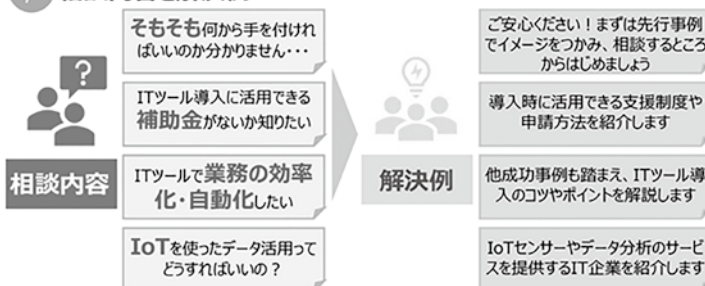 そもそも何から手を付けれ
ばいいのか分かりません・・・
ITツール導入に活用できる
補助金がないか知りたい
相談内容
ITツールで業務の効率
化・自動化したい
IoTを使ったデータ活用って
どうすればいいの？
ご安心ください！まずは先行事例
でイメージをつかみ、相談するところ
からはじめましょう
導入時に活用できる支援制度や
申請方法を紹介します
解決例
他成功事例も踏まえ、ITツール導
入のコツやポイントを解説します
IoTセンサーやデータ分析のサービ
スを提供するIT企業を紹介します